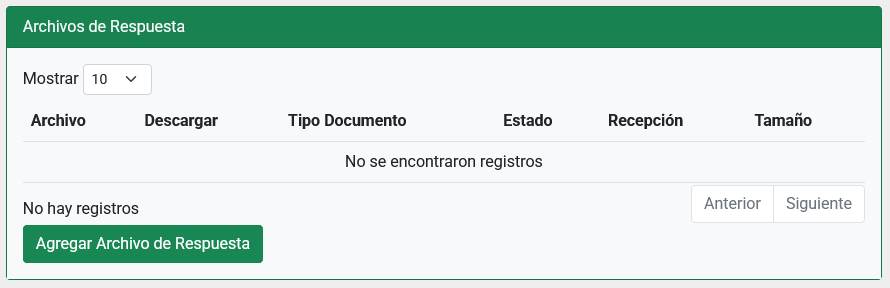 Archivos de Respuesta
Mostrar 10
Archivo Descargar Tipo Documento Estado Recepción Tamaño
No se encontraron registros
No hay registros
Anterior Siguiente
Agregar Archivo de Respuesta